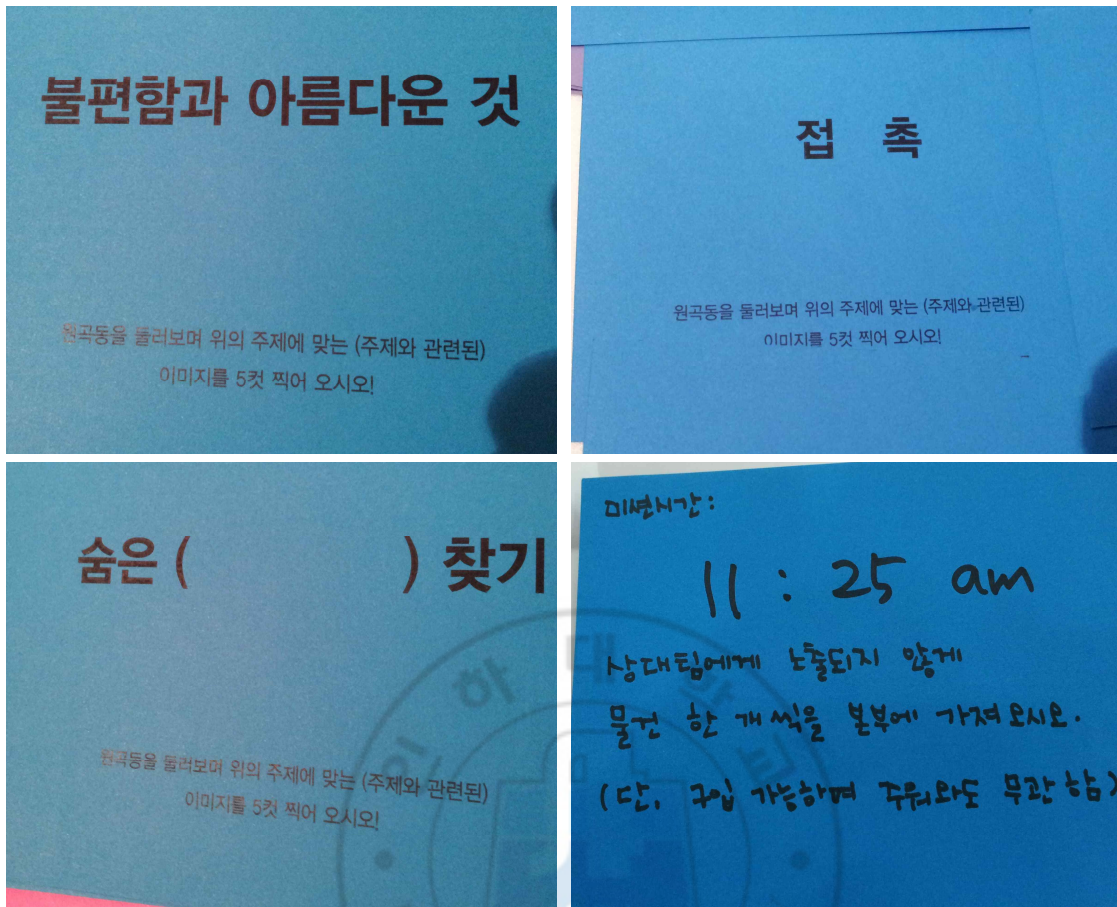 불편함과 아름다운 것
원곡동을 둘러보며 위의 주제에 맞는 (주제와 관련된)
이미지를 5컷 찍어 오시오!
접 촉
원곡동을 둘러보며 위의 주제에 맞는 (주제와 관련된)
이미지를 5컷 찍어 오시오!
숨은 ( ) 찾기
원곡동을 둘러보며 위의 주제에 맞는 (주제와 관련된)
이미지를 5컷 찍어 오시오!
미션시간:
11 : 25 am
상대팀에게 노출되지 않게
물건 한 개씩을 본부에 가져오시오.
(단, 구입 가능하며 주워와도 무관함)
인하대학교